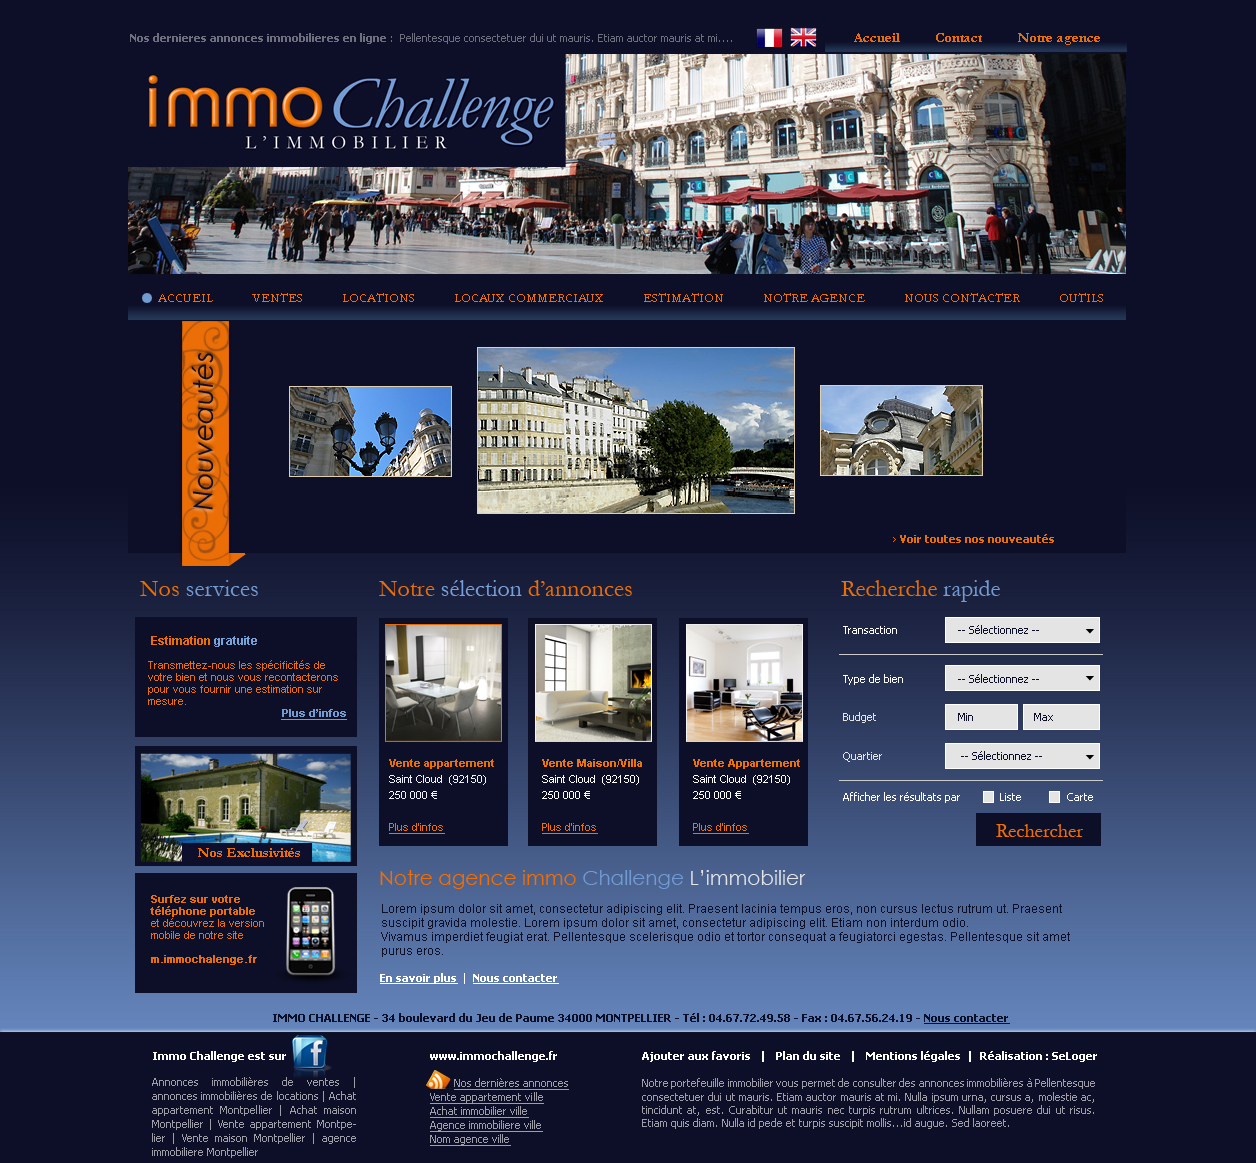 Nos dernieres annonces immobilieres en ligne : Pellentesque consectetuer dui ut mauris. Etiam auctor mauris at mi....
Accueil Contact Notre agence
immo Challenge
L'IMMOBILIER
ACCUEIL VENTES LOCATIONS LOCAUX COMMERCIAUX ESTIMATION NOTRE AGENCE NOUS CONTACTER OUTILS
Nouveautés
› Voir toutes nos nouveautés
Nos services
Estimation gratuite
Transmettez-nous les spécificités de
votre bien et nous vous recontacterons
pour vous fournir une estimation sur
mesure.
Plus d'infos
Nos Exclusivités
Surfez sur votre
téléphone portable
et découvrez la version
mobile de notre site
m.immochalenge.fr
Notre sélection d'annonces
Vente appartement
Saint Cloud (92150)
250 000 €
Plus d'infos
Vente Maison/Villa
Saint Cloud (92150)
250 000 €
Plus d'infos
Vente Appartement
Saint Cloud (92150)
250 000 €
Plus d'infos
Recherche rapide
Transaction -- Sélectionnez --
Type de bien -- Sélectionnez --
Budget Min Max
Quartier -- Sélectionnez --
Afficher les résultats par Liste Carte
Rechercher
Notre agence immo Challenge L'immobilier
Lorem ipsum dolor sit amet, consectetur adipiscing elit. Praesent lacinia tempus eros, non cursus lectus rutrum ut. Praesent
suscipit gravida molestie. Lorem ipsum dolor sit amet, consectetur adipiscing elit. Etiam non interdum odio.
Vivamus imperdiet feugiat erat. Pellentesque scelerisque odio et tortor consequat a feugiatorci egestas. Pellentesque sit amet
purus eros.
En savoir plus | Nous contacter
IMMO CHALLENGE - 34 boulevard du Jeu de Paume 34000 MONTPELLIER - Tél : 04.67.72.49.58 - Fax : 04.67.56.24.19 - Nous contacter
Immo Challenge est sur f
Annonces immobilières de ventes |
annonces immobilières de locations | Achat
appartement Montpellier | Achat maison
Montpellier | Vente appartement Montpe-
lier | Vente maison Montpellier | agence
immobiliere Montpellier
www.immochallenge.fr
Nos dernières annonces
Vente appartement ville
Achat immobilier ville
Agence immobiliere ville
Nom agence ville
Ajouter aux favoris | Plan du site | Mentions légales | Réalisation : SeLoger
Notre portefeuille immobilier vous permet de consulter des annonces immobilières à Pellentesque
consectetuer dui ut mauris. Etiam auctor mauris at mi. Nulla ipsum urna, cursus a, molestie ac,
tincidunt at, est. Curabitur ut mauris nec turpis rutrum ultrices. Nullam posuere dui ut risus.
Etiam quis diam. Nulla id pede et turpis suscipit mollis...id augue. Sed laoreet.